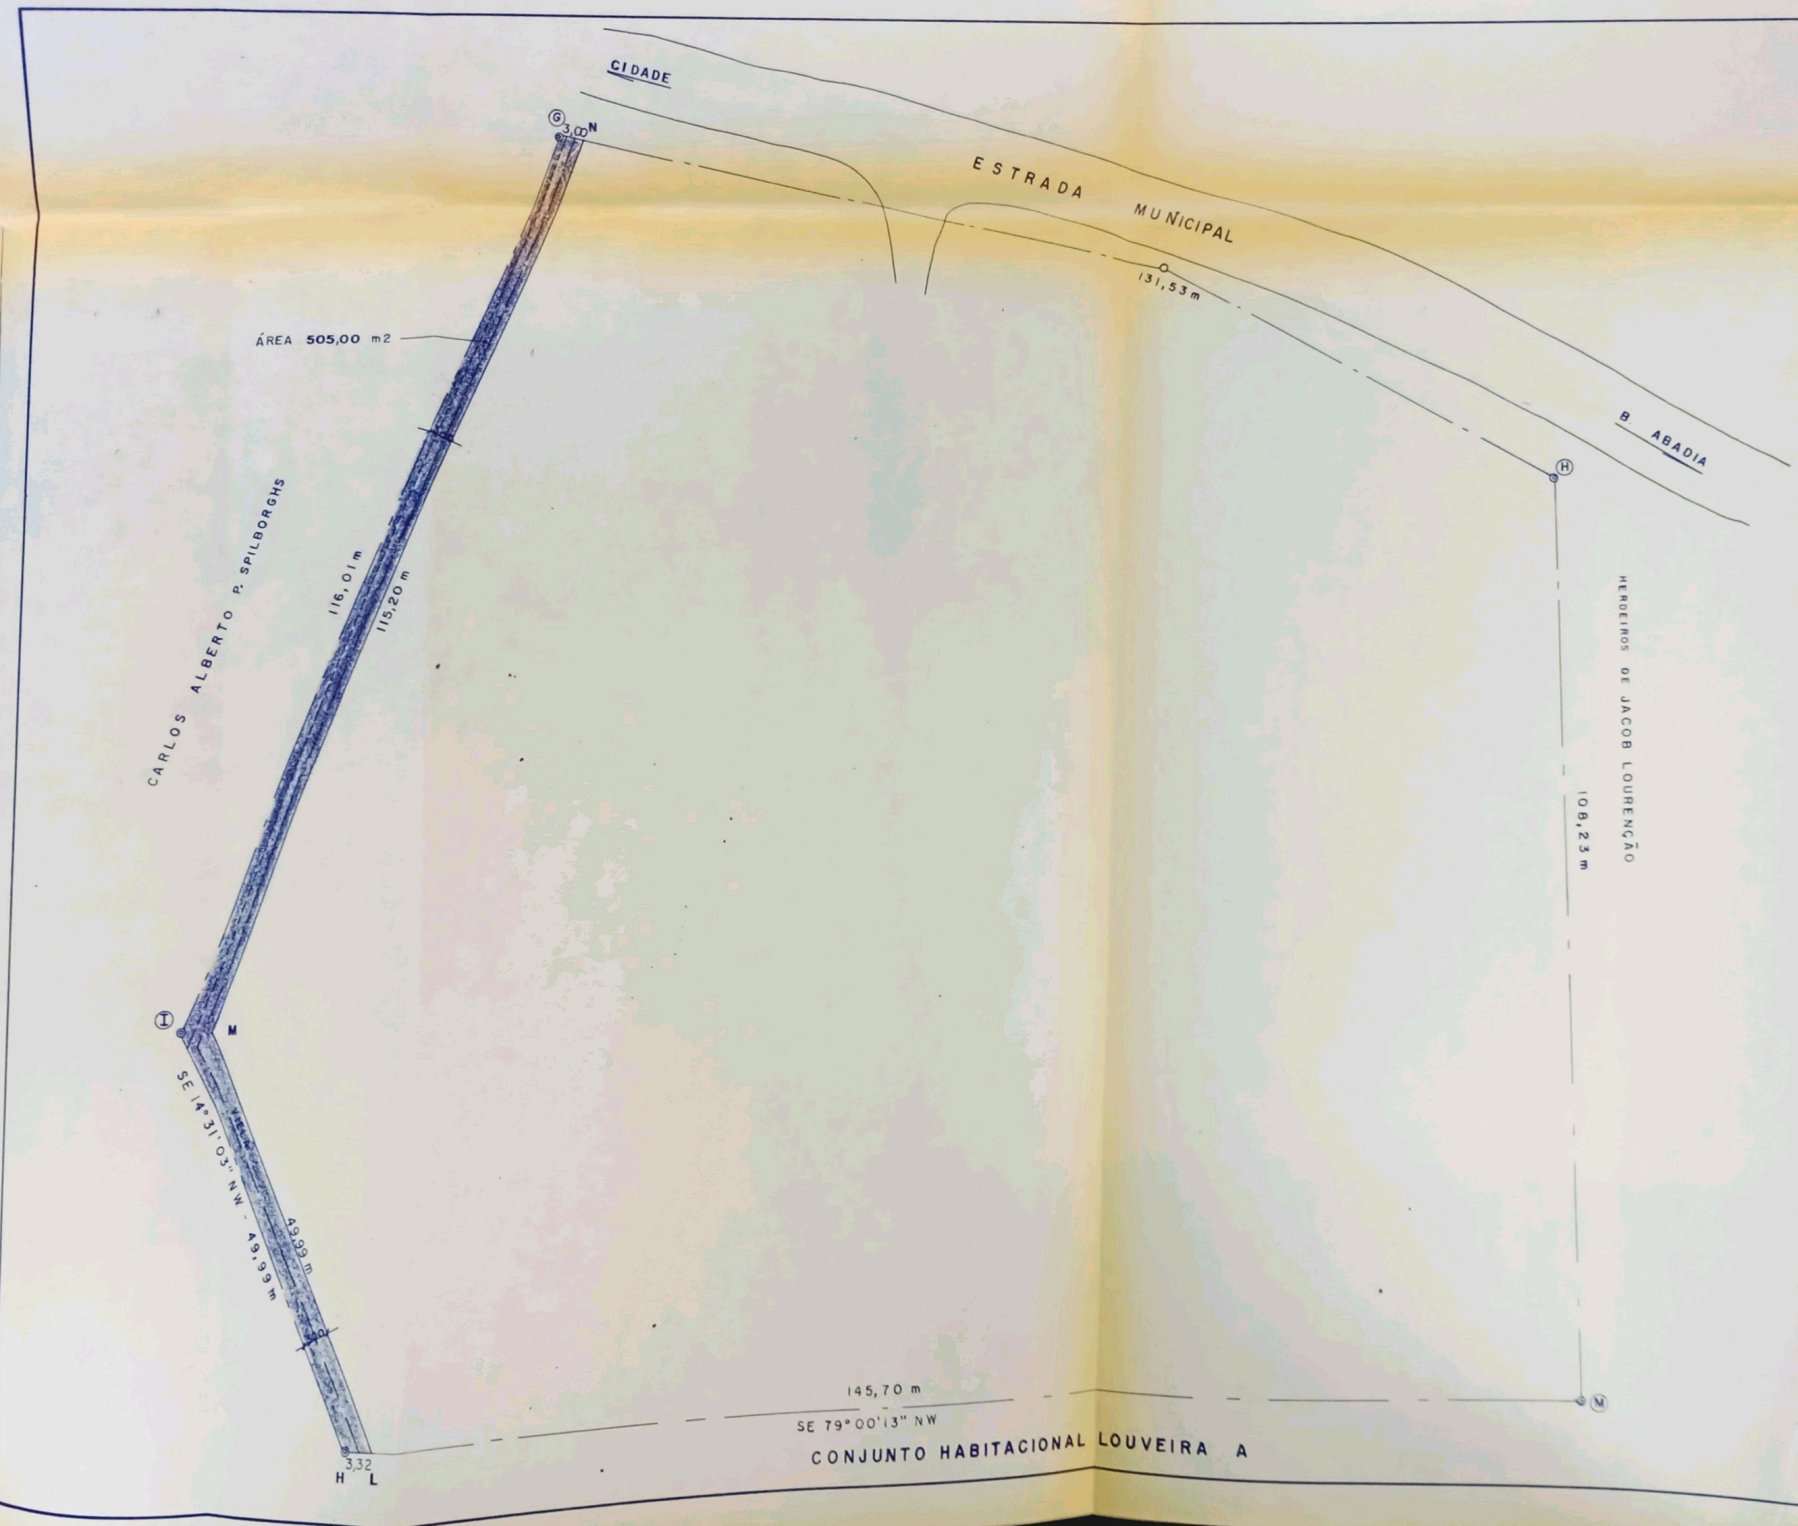 CIDADE
G
3,00 N
ESTRADA MUNICIPAL
131,53 m
ÁREA 505,00 m2
B. ABADIA
H
CARLOS ALBERTO P. SPILBORGHS
116,01 m
115,20 m
HERDEIROS DE JACOB LOURENÇÃO
108,23 m
I
M
SE 14°31'03" NW - 49,99 m
VIELA
49,99 m
145,70 m
SE 79°00'13" NW
M
CONJUNTO HABITACIONAL LOUVEIRA A
3,32
H L